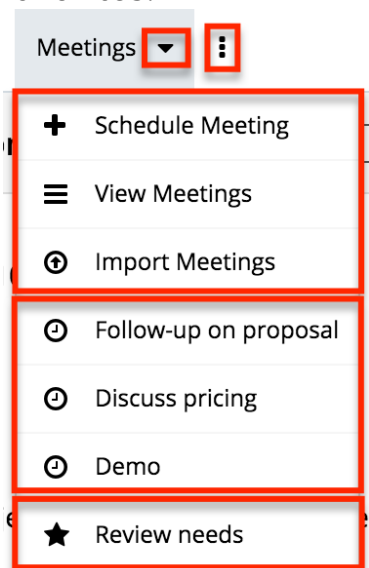 Meetings
Schedule Meeting
View Meetings
Import Meetings
Follow-up on proposal
Discuss pricing
Demo
Review needs